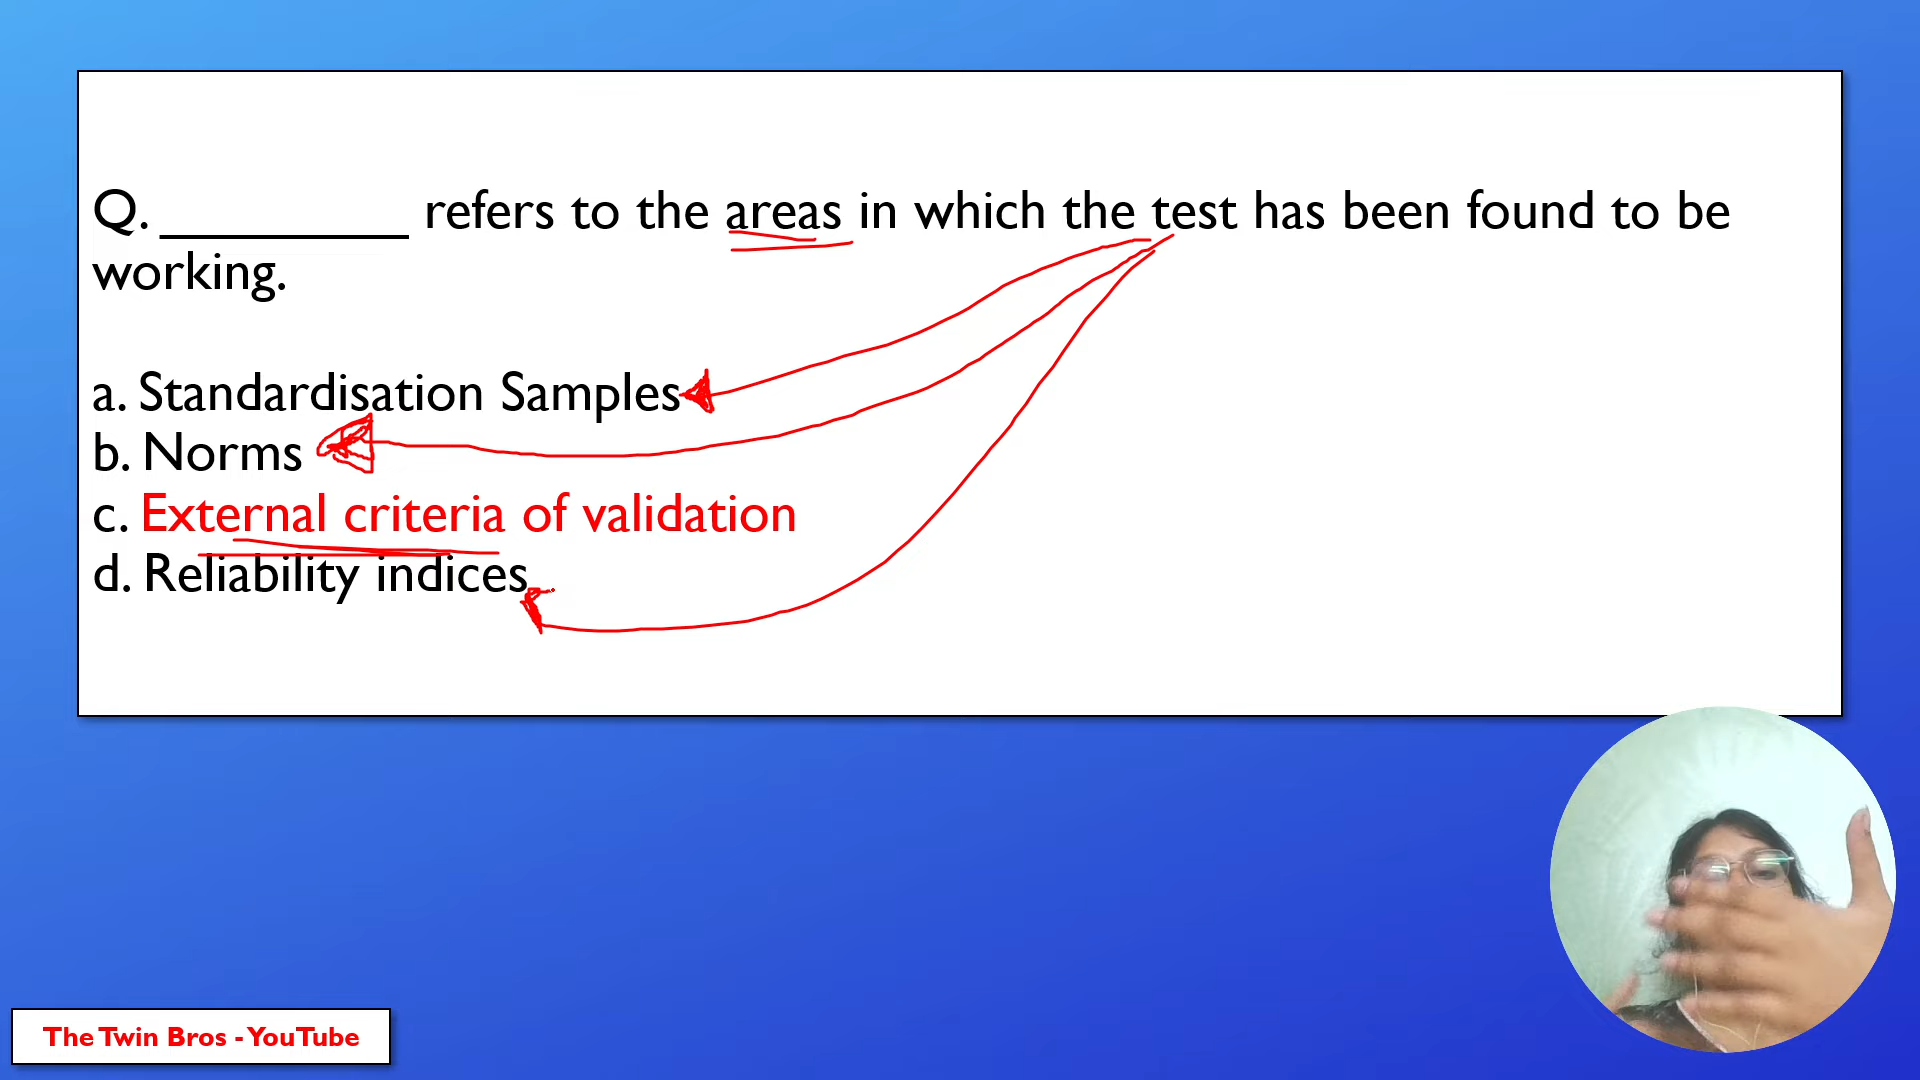 Q. _________ refers to the areas in which the test has been found to be
working.
a. Standardisation Samples
b. Norms
c. External criteria of validation
d. Reliability indices
The Twin Bros - YouTube